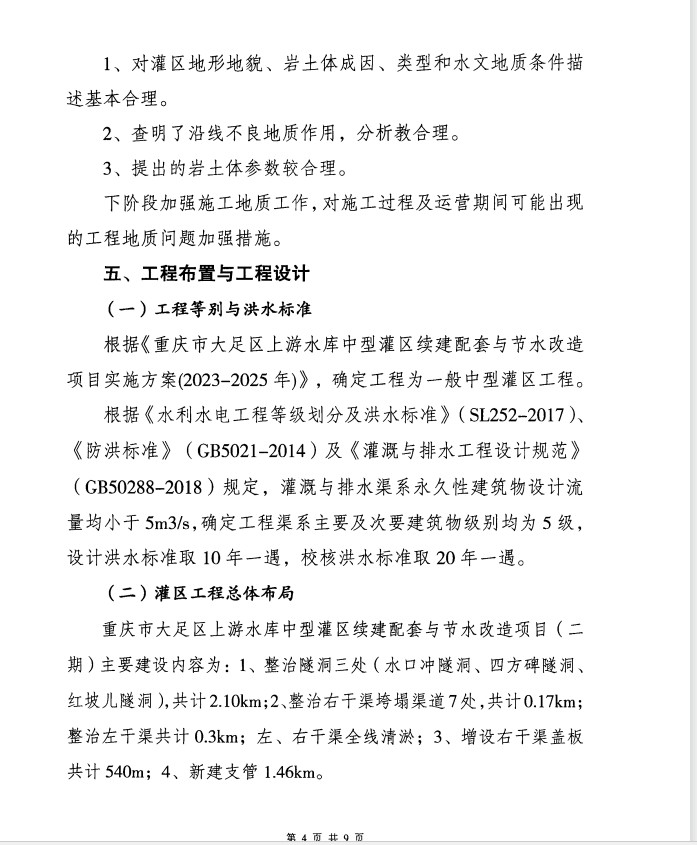 1、对灌区地形地貌、岩土体成因、类型和水文地质条件描
述基本合理。
2、查明了沿线不良地质作用，分析教合理。
3、提出的岩土体参数较合理。
下阶段加强施工地质工作，对施工过程及运营期间可能出现
的工程地质问题加强措施。
五、工程布置与工程设计
（一）工程等别与洪水标准
根据《重庆市大足区上游水库中型灌区续建配套与节水改造
项目实施方案(2023-2025 年)》，确定工程为一般中型灌区工程。
根据《水利水电工程等级划分及洪水标准》（SL252-2017）、
《防洪标准》（GB5021-2014）及《灌溉与排水工程设计规范》
（GB50288-2018）规定，灌溉与排水渠系永久性建筑物设计流
量均小于 5m3/s，确定工程渠系主要及次要建筑物级别均为 5 级，
设计洪水标准取 10 年一遇，校核洪水标准取 20 年一遇。
（二）灌区工程总体布局
重庆市大足区上游水库中型灌区续建配套与节水改造项目（二
期）主要建设内容为：1、整治隧洞三处（水口冲隧洞、四方碑隧洞、
红坡儿隧洞），共计 2.10km；2、整治右干渠垮塌渠道 7 处，共计 0.17km；
整治左干渠共计 0.3km；左、右干渠全线清淤；3、增设右干渠盖板
共计 540m；4、新建支管 1.46km。
第 4 页 共 9 页